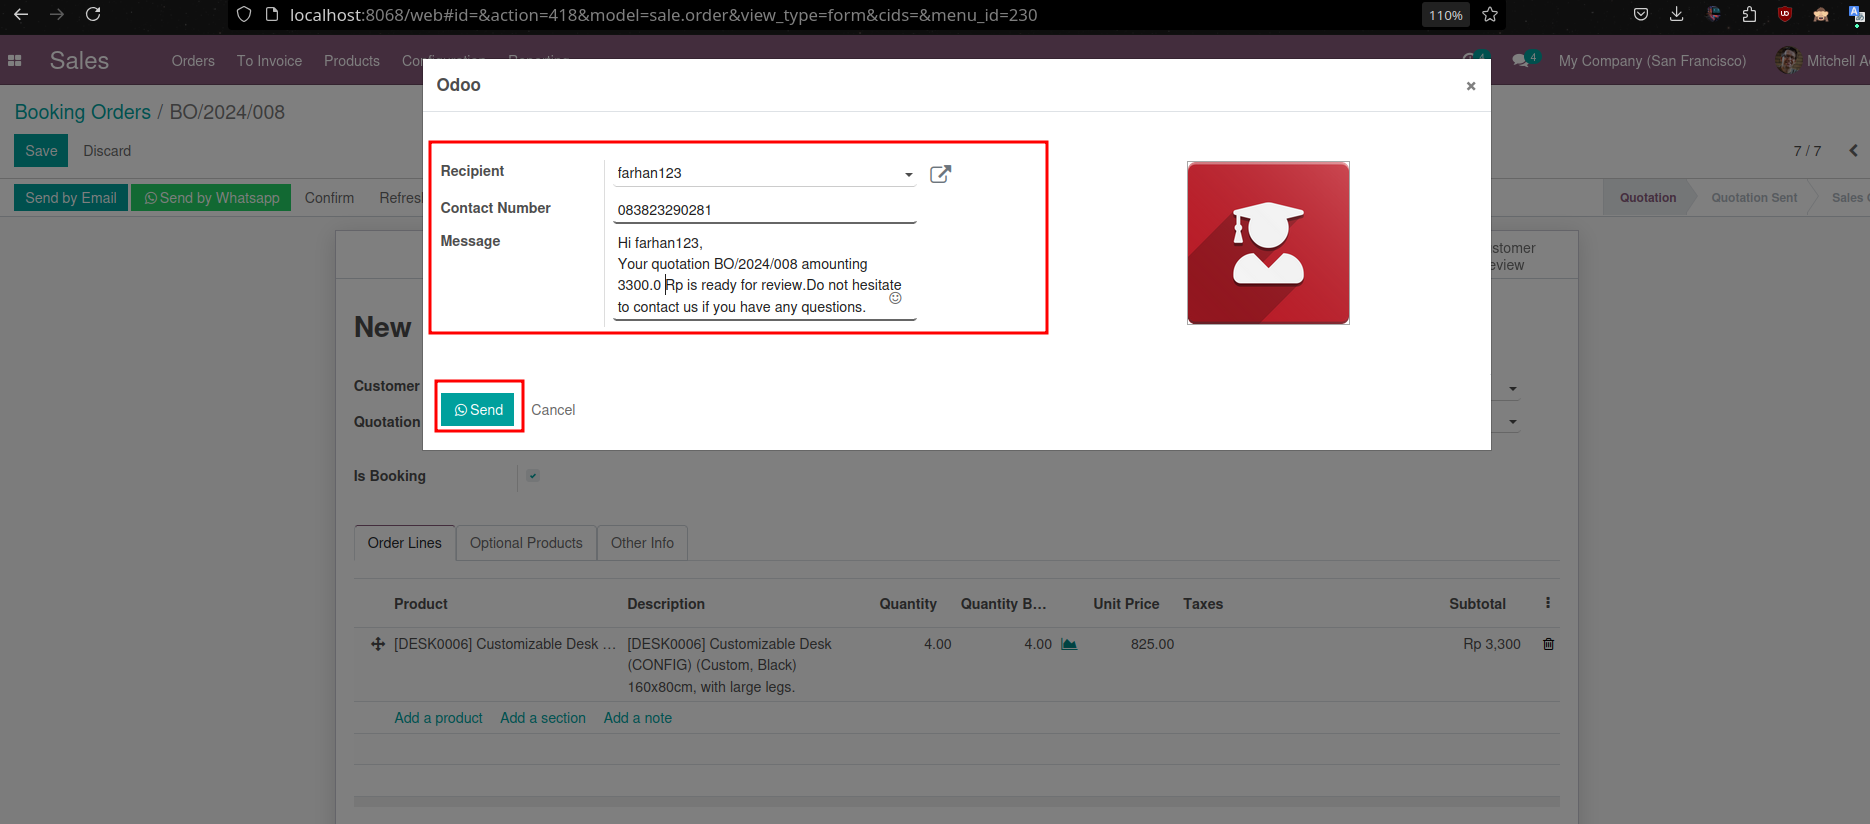 localhost:8068/web#id=&action=418&model=sale.order&view_type=form&cids=&menu_id=230
110%
Sales
Orders To Invoice Products
4
My Company (San Francisco) Mitchell
Odoo
×
Booking Orders / BO/2024/008
Save Discard
7 / 7
Recipient farhan123
Send by Email Send by Whatsapp Confirm
Quotation Quotation Sent Sales
Contact Number 083823290281
Message
Hi farhan123,
Your quotation BO/2024/008 amounting
3300.0 Rp is ready for review.Do not hesitate
to contact us if you have any questions.
New
Customer
Send Cancel
Quotation
Is Booking
Order Lines Optional Products Other Info
Product Description Quantity Quantity B... Unit Price Taxes Subtotal
[DESK0006] Customizable Desk ... [DESK0006] Customizable Desk 4.00 4.00 825.00 Rp 3,300
(CONFIG) (Custom, Black)
160x80cm, with large legs.
Add a product Add a section Add a note